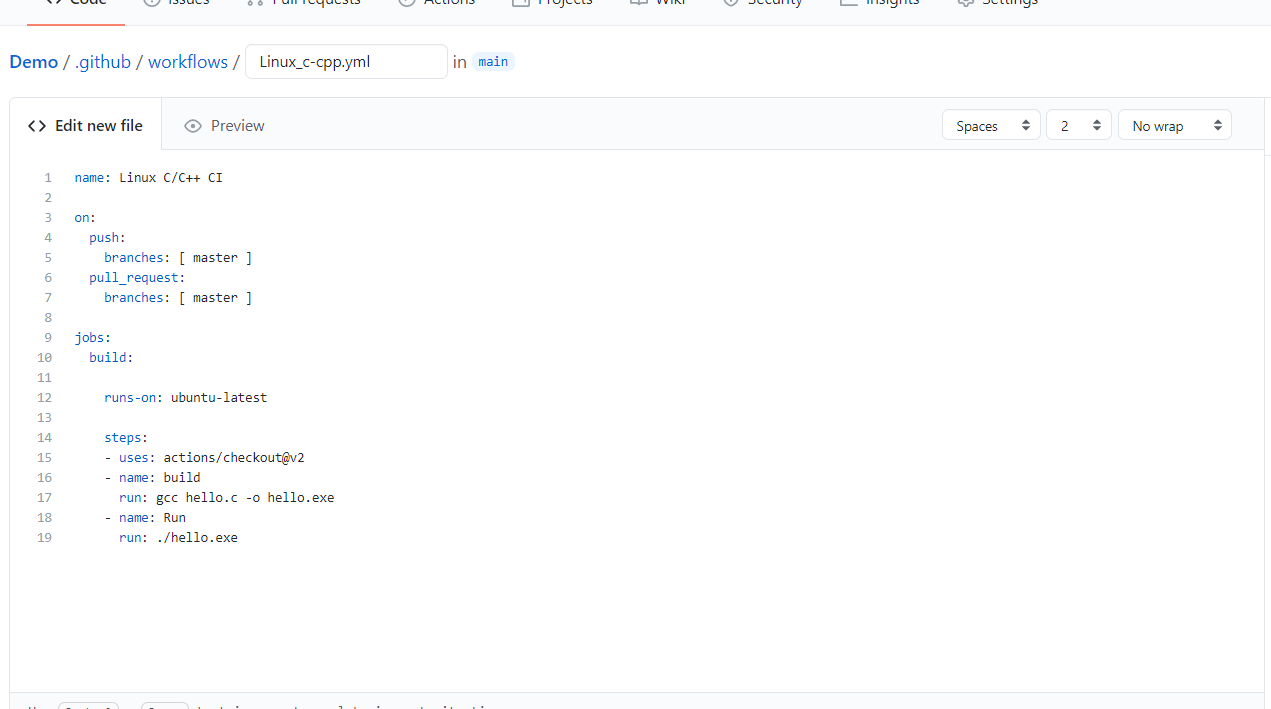 Code Issues Pull requests Actions Projects Wiki Security Insights Settings
Demo / .github / workflows / Linux_c-cpp.yml in main
<> Edit new file Preview Spaces 2 No wrap
1 name: Linux C/C++ CI
2
3 on:
4 push:
5 branches: [ master ]
6 pull_request:
7 branches: [ master ]
8
9 jobs:
10 build:
11
12 runs-on: ubuntu-latest
13
14 steps:
15 - uses: actions/checkout@v2
16 - name: build
17 run: gcc hello.c -o hello.exe
18 - name: Run
19 run: ./hello.exe